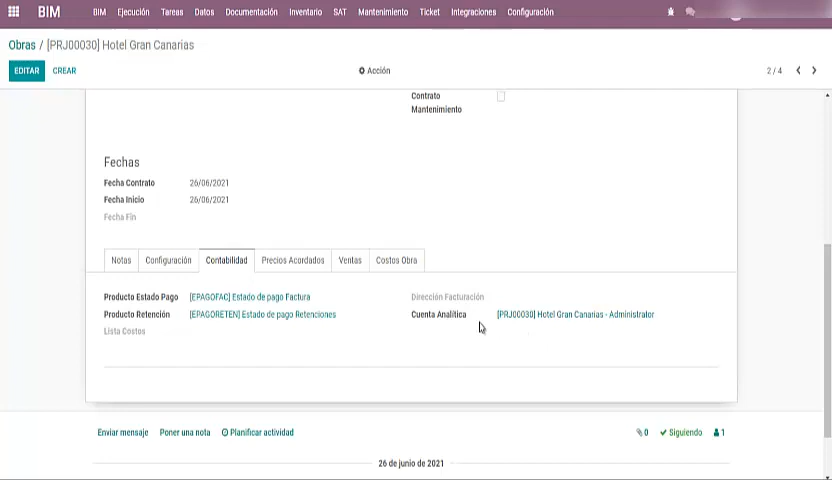 BIM BIM Ejecución Tareas Datos Documentación Inventario SAT Mantenimiento Ticket Integraciones Configuración
Obras / [PRJ00030] Hotel Gran Canarias
EDITAR CREAR Acción 2 / 4
Contrato
Mantenimiento
Fechas
Fecha Contrato 26/06/2021
Fecha Inicio 26/06/2021
Fecha Fin
Notas Configuración Contabilidad Precios Acordados Ventas Costos Obra
Producto Estado Pago [EPAGOFAC] Estado de pago Factura Dirección Facturación
Producto Retención [EPAGORETEN] Estado de pago Retenciones Cuenta Analítica [PRJ00030] Hotel Gran Canarias - Administrator
Lista Costos
Enviar mensaje Poner una nota Planificar actividad 0 Siguiendo 1
26 de junio de 2021